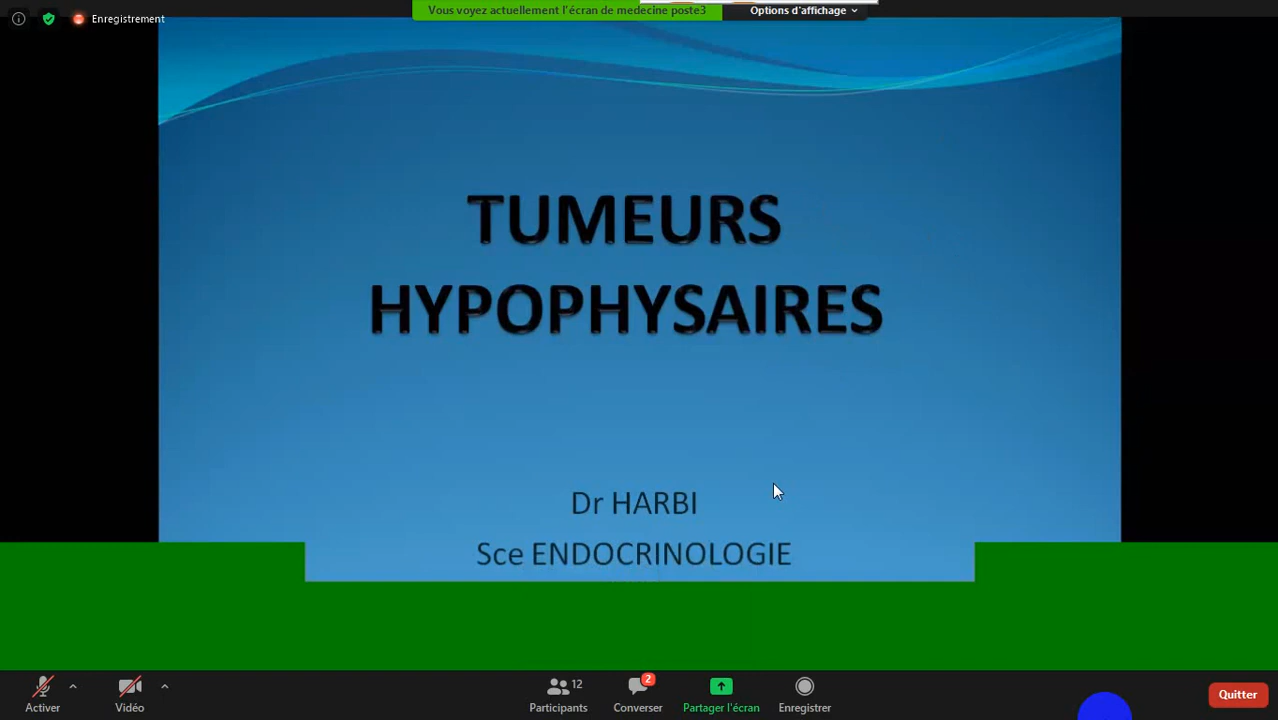 Enregistrement
Vous voyez actuellement l'écran de medecine poste3
Options d'affichage
TUMEURS
HYPOPHYSAIRES
Dr HARBI
Sce ENDOCRINOLOGIE
Activer
Vidéo
12
Participants
2
Converser
Partager l'écran
Enregistrer
Quitter